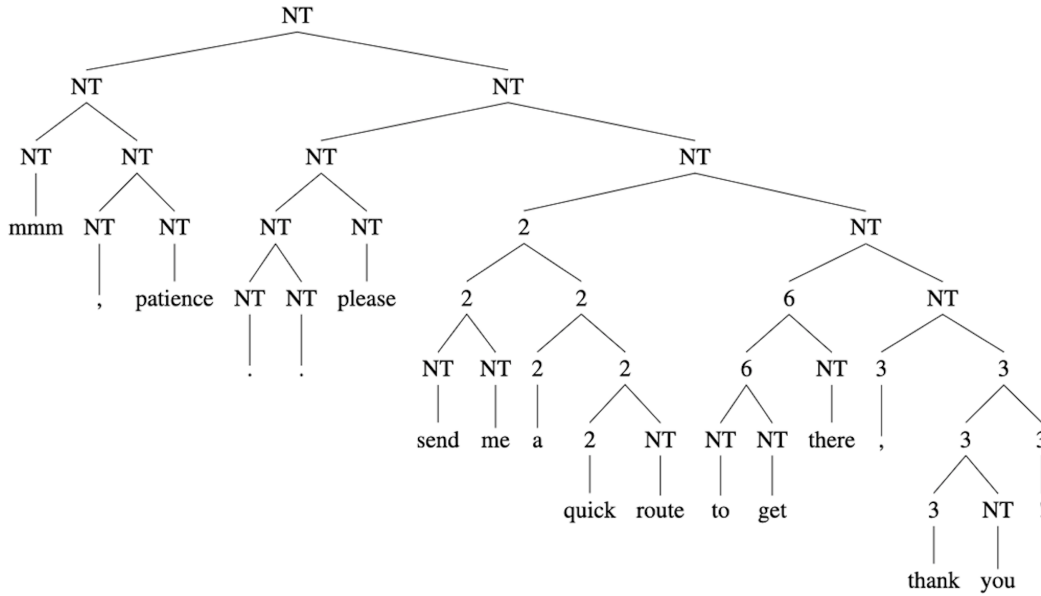 NT
NT NT
NT NT NT NT
mmm NT NT NT NT 2 NT
, patience NT NT please 2 2 6 NT
. . NT NT 2 2 6 NT 3 3
send me a 2 NT NT NT there , 3
quick route to get 3 NT
thank you